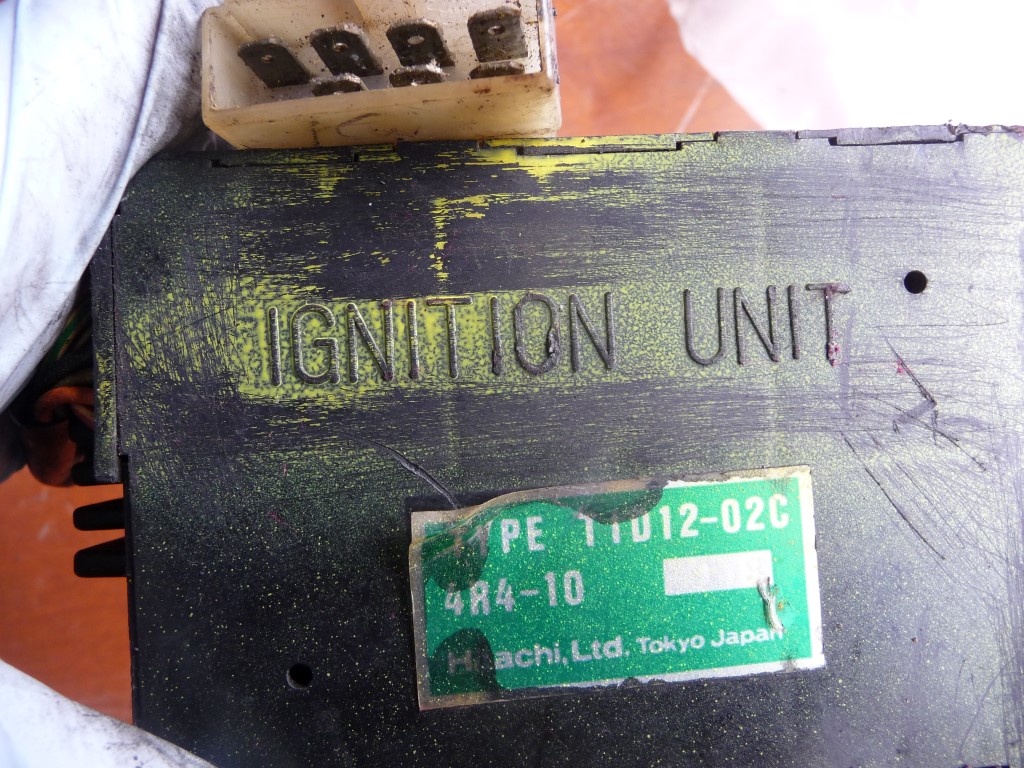 IGNITION UNIT
TYPE TID12-02C
4R4-10
Hitachi, Ltd. Tokyo Japan